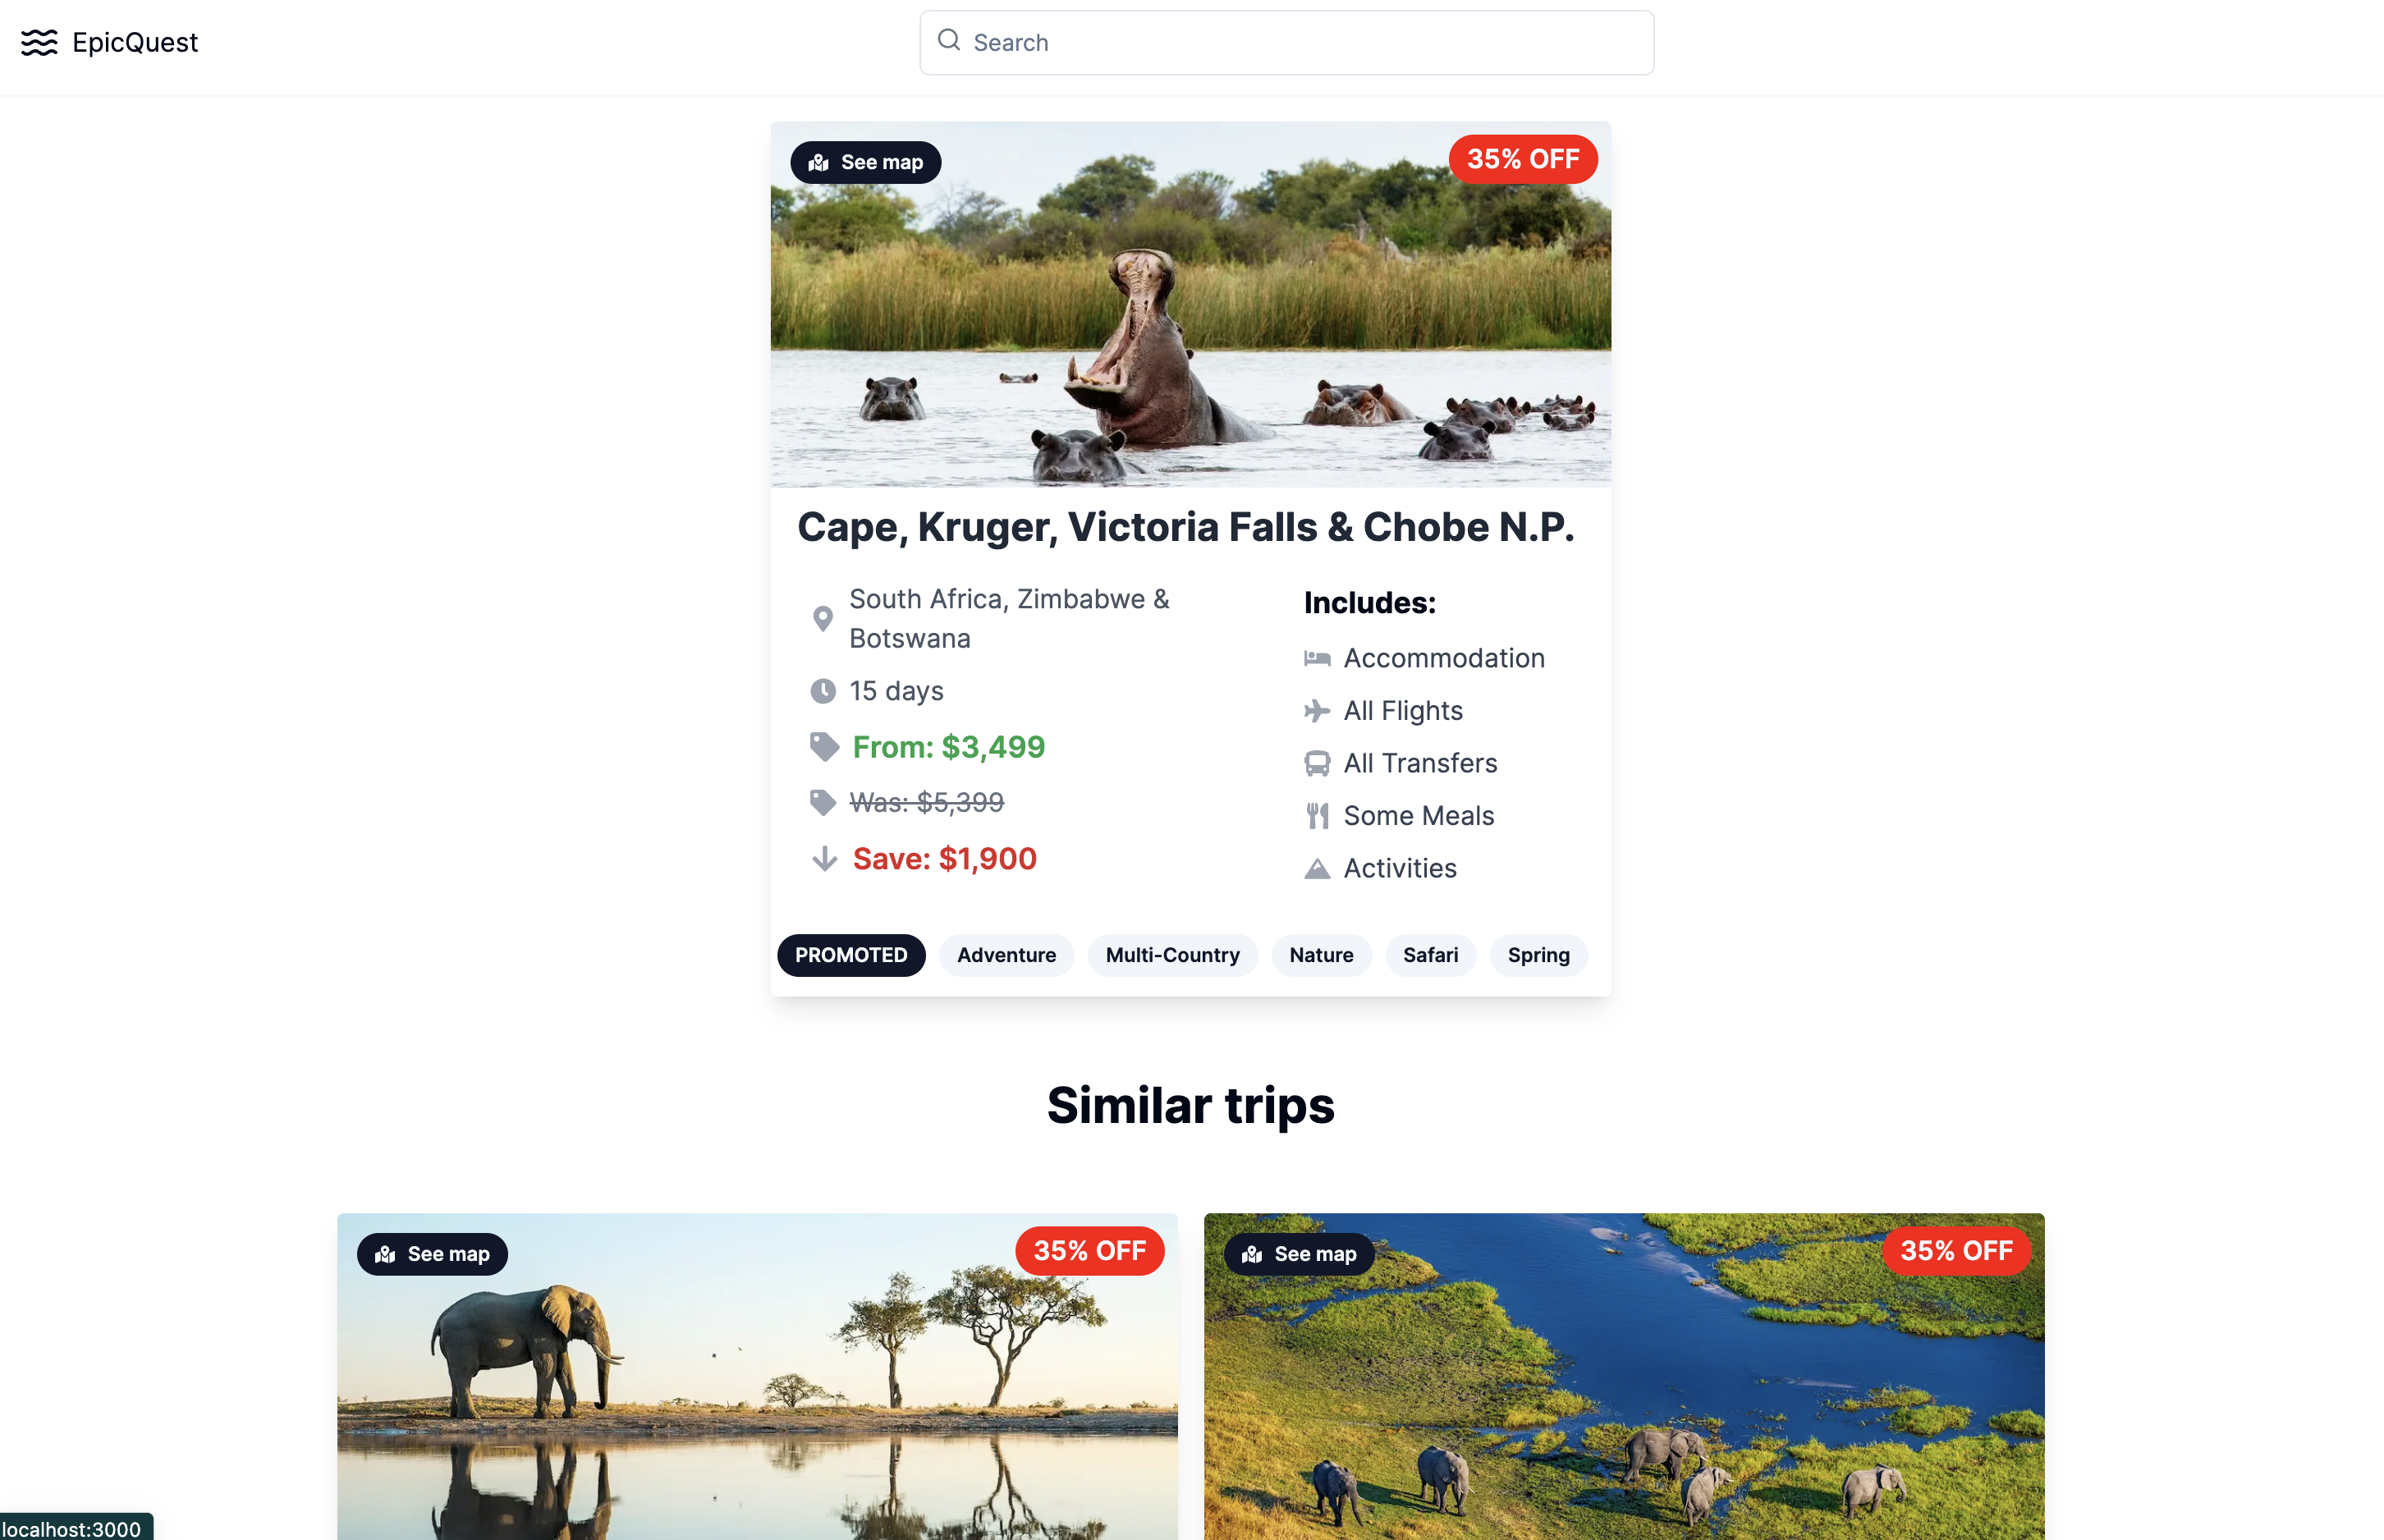 EpicQuest
Search
See map
35% OFF
Cape, Kruger, Victoria Falls & Chobe N.P.
South Africa, Zimbabwe &
Botswana
15 days
From: $3,499
Was: $5,399
Save: $1,900
Includes:
Accommodation
All Flights
All Transfers
Some Meals
Activities
PROMOTED Adventure Multi-Country Nature Safari Spring
Similar trips
See map
35% OFF
See map
35% OFF
localhost:3000